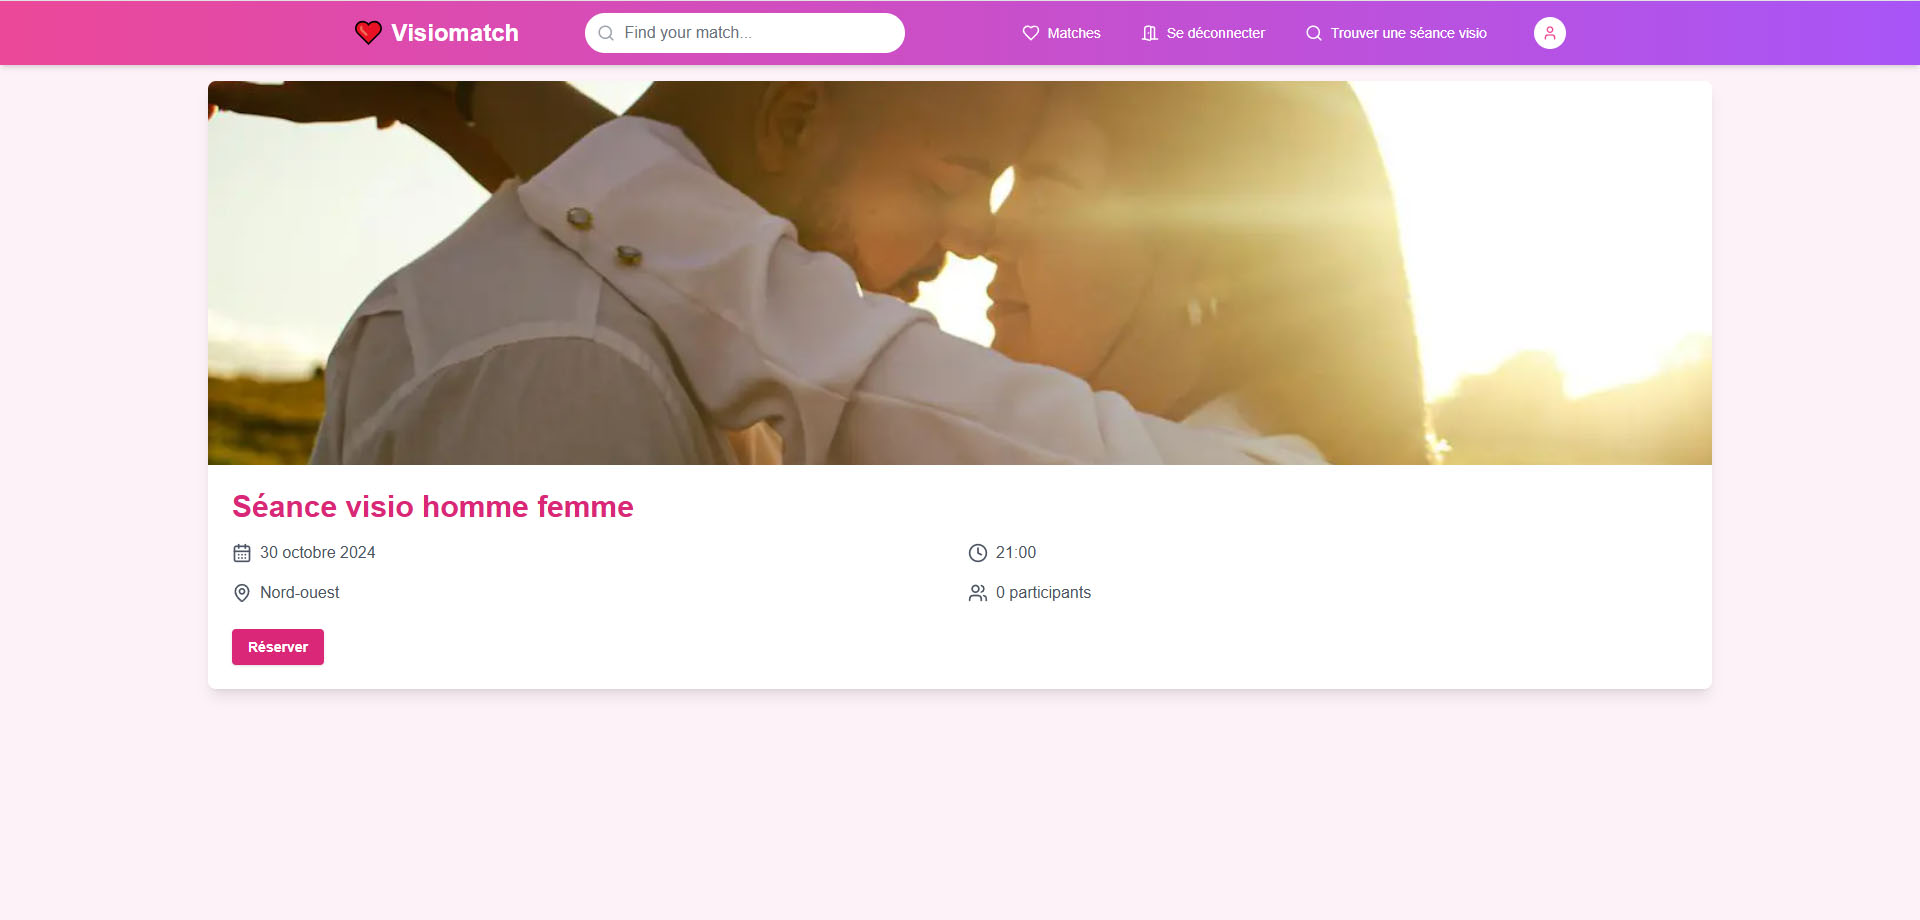 Visiomatch
Find your match...
Matches
Se déconnecter
Trouver une séance visio
Séance visio homme femme
30 octobre 2024
21:00
Nord-ouest
0 participants
Réserver